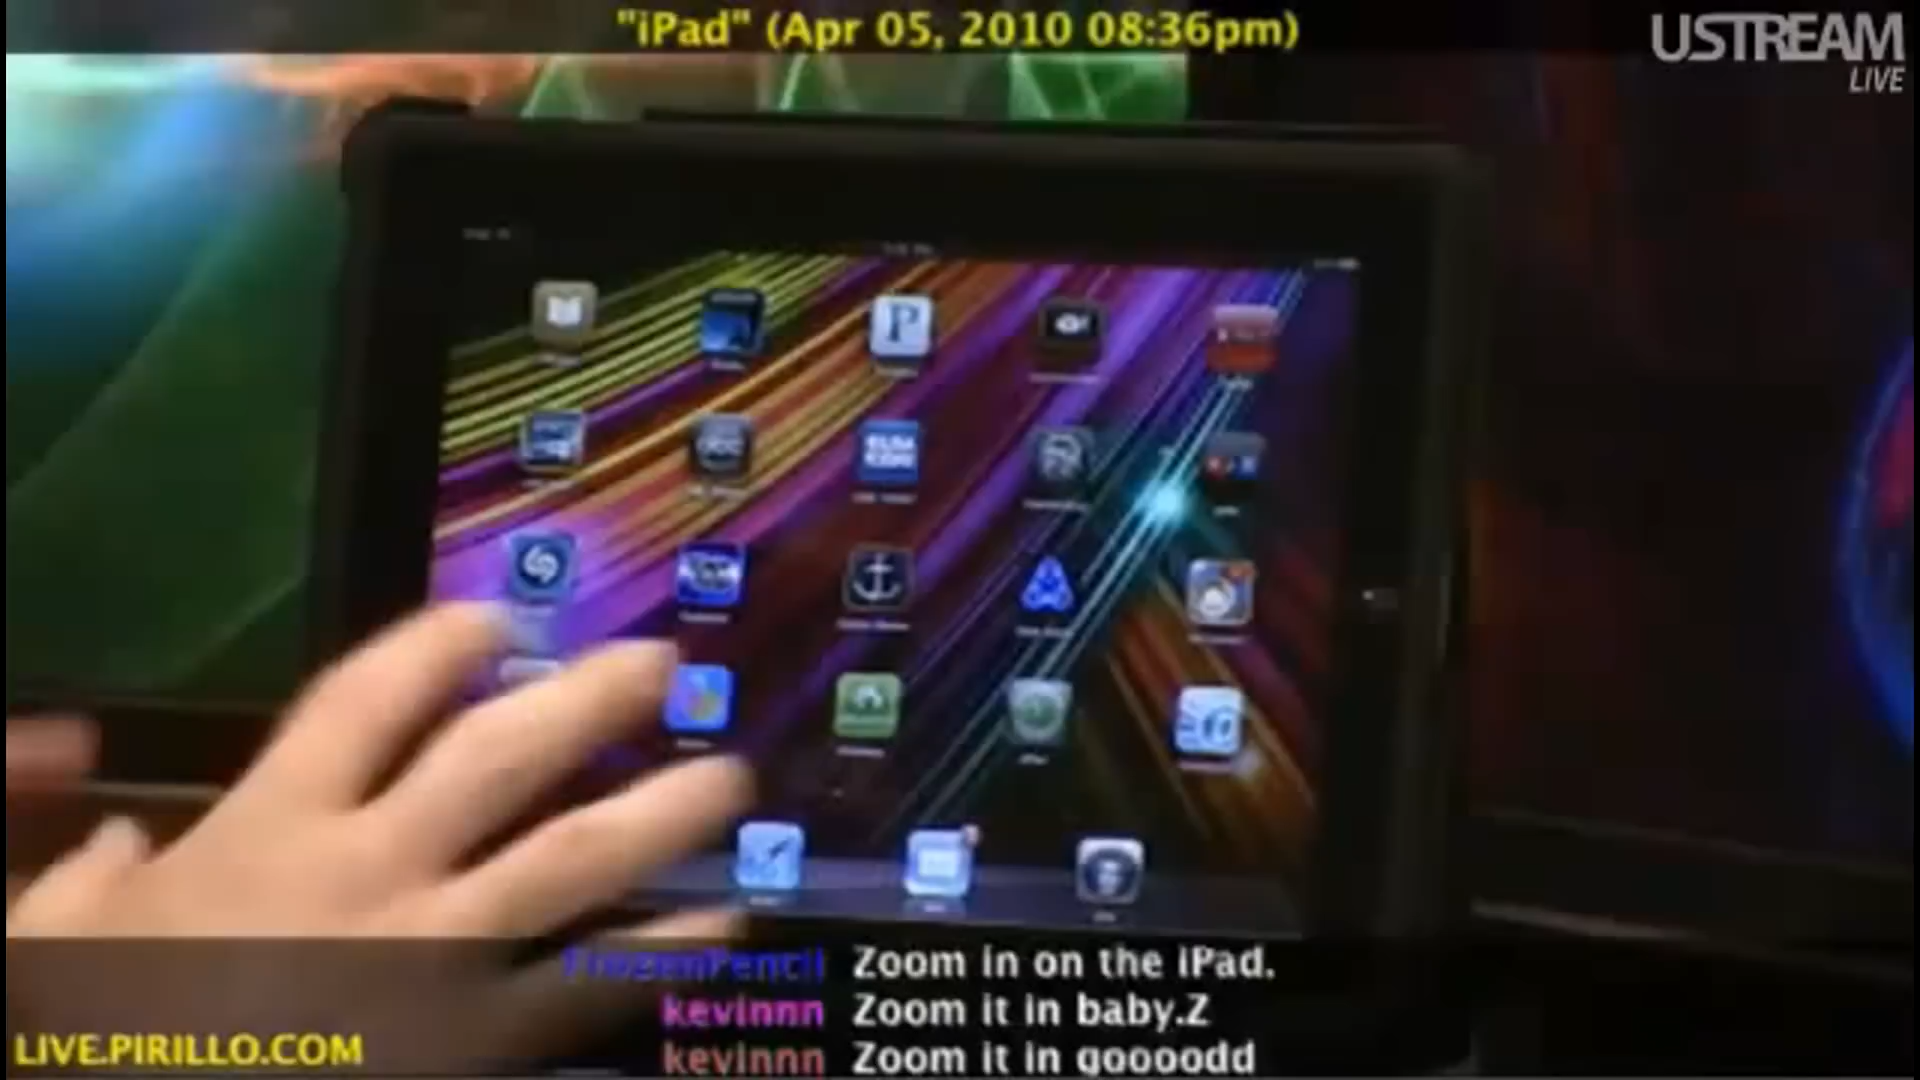 "iPad" (Apr 05, 2010 08:36pm)
USTREAM
LIVE
P
FrozenPencil Zoom in on the iPad.
kevinnn Zoom it in baby.Z
kevinnn Zoom it in goooodd
LIVE.PIRILLO.COM